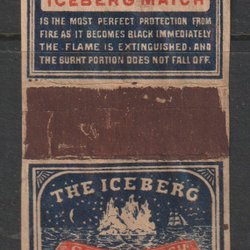 ICEBERG MATCH
IS THE MOST PERFECT PROTECTION FROM
FIRE AS IT BECOMES BLACK IMMEDIATELY
THE FLAME IS EXTINGUISHED, AND
THE BURNT PORTION DOES NOT FALL OFF.
THE ICEBERG